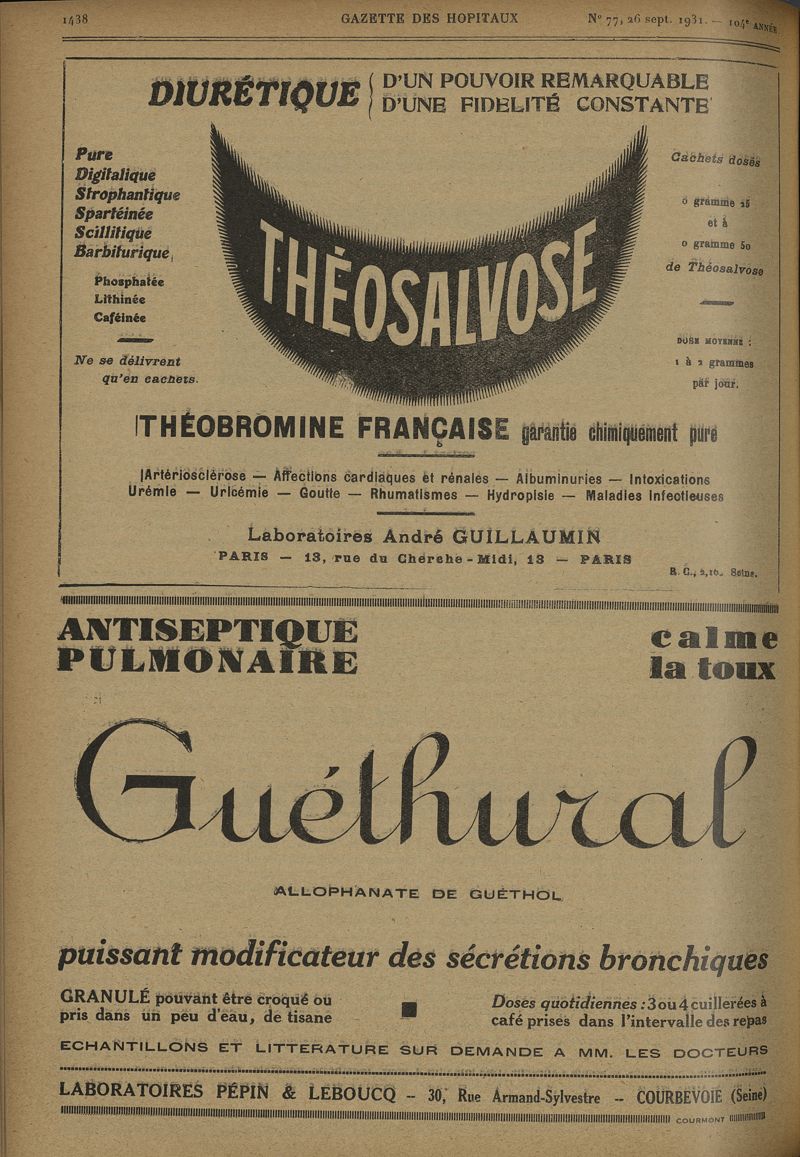 1438
GAZETTE DES HOPITAUX
N° 77, 26 sept. 1931. — 104e ANNÉE
DIURÉTIQUE
D'UN POUVOIR REMARQUABLE
D'UNE FIDELITÉ CONSTANTE
Pure
Digitalique
Strophantique
Spartéinée
Scillitique
Barbiturique
Phosphatée
Lithinée
Caféinée
Ne se délivrent
qu'en cachets.
THÉOSALVOSE
Cachets dosés
0 gramme 25
et à
0 gramme 50
de Théosalvose
DOSE MOYENNE :
1 à 2 grammes
par jour.
THÉOBROMINE FRANÇAISE garantie chimiquement pure
Artériosclérose — Affections cardiaques et rénales — Albuminuries — Intoxications
Urémie — Uricémie — Goutte — Rhumatismes — Hydropisie — Maladies Infectieuses
Laboratoires André GUILLAUMIN
PARIS — 13, rue du Cherche-Midi, 13 — PARIS
R. C., Seine.
ANTISEPTIQUE
PULMONAIRE
calme
la toux
Guéthural
ALLOPHANATE DE GUÉTHOL
puissant modificateur des sécrétions bronchiques
GRANULÉ pouvant être croqué ou
pris dans un peu d'eau, de tisane
Doses quotidiennes : 3 ou 4 cuillerées à
café prises dans l'intervalle des repas
ECHANTILLONS ET LITTERATURE SUR DEMANDE A MM. LES DOCTEURS
LABORATOIRES PÉPIN & LEBOUCQ -- 30, Rue Armand-Sylvestre -- COURBEVOIE (Seine)
COURMONT